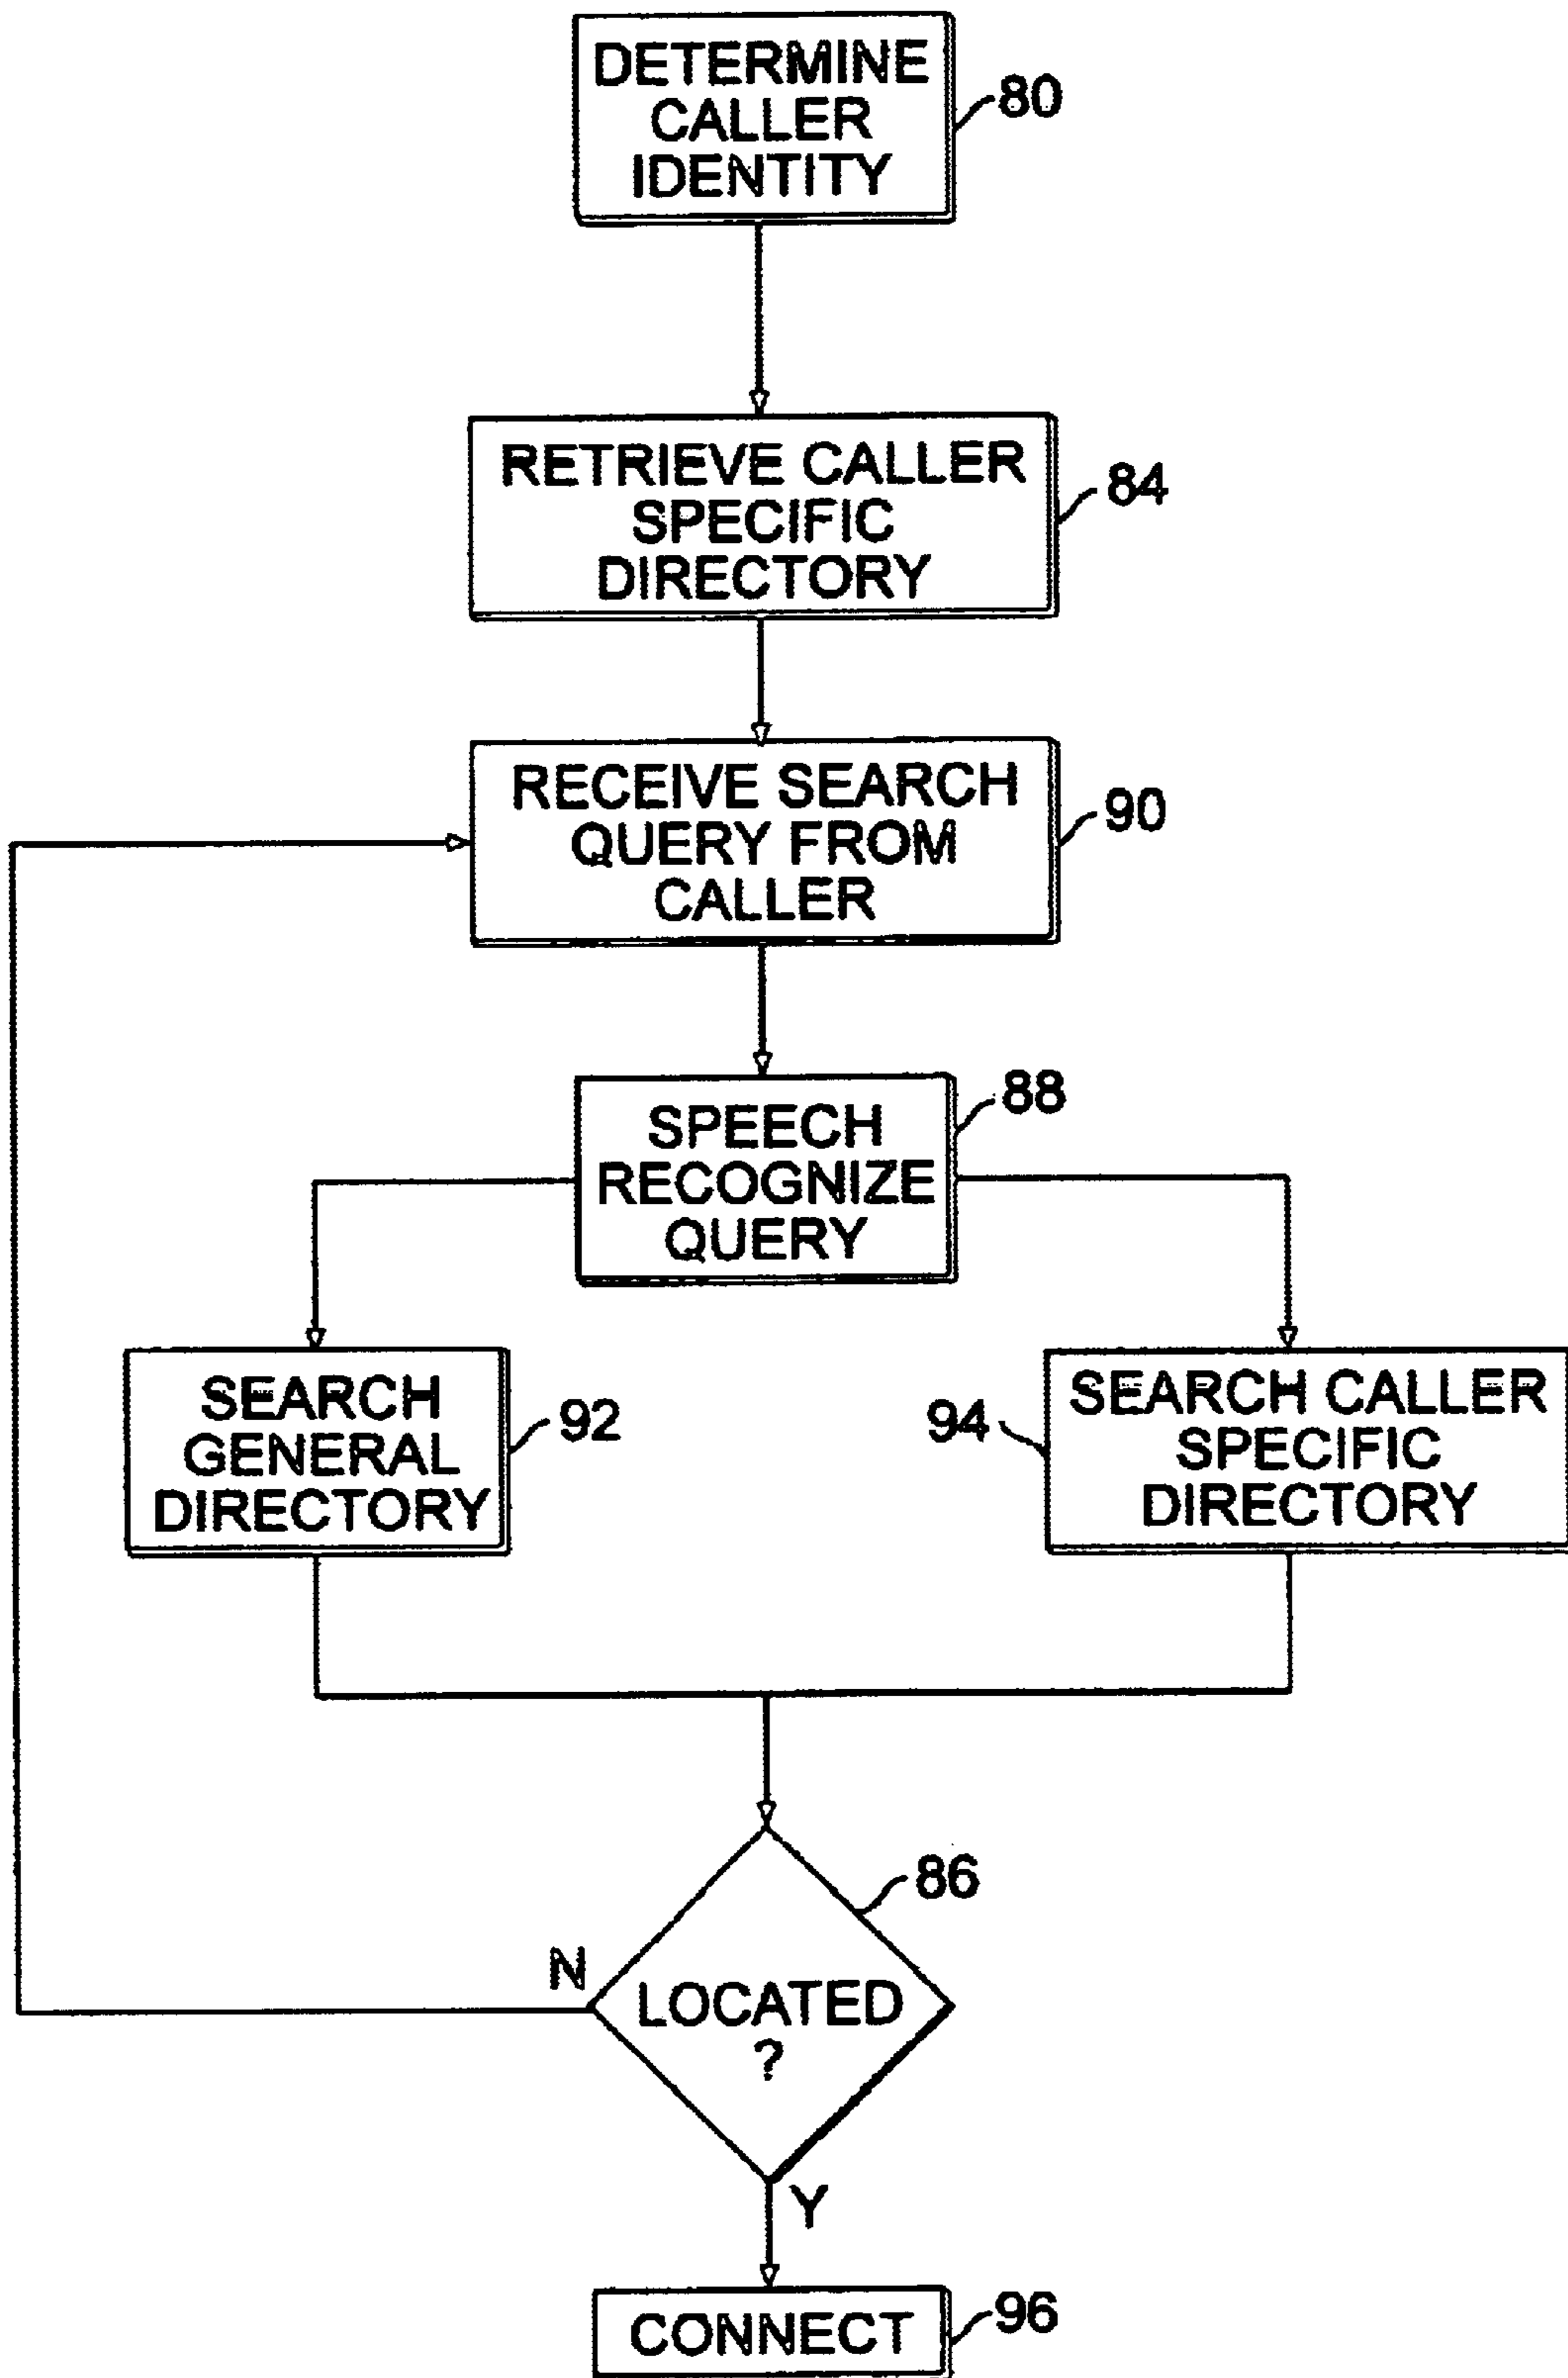 DETERMINE
CALLER
IDENTITY
80
RETRIEVE CALLER
SPECIFIC
DIRECTORY
84
RECEIVE SEARCH
QUERY FROM
CALLER
90
SPEECH
RECOGNIZE
QUERY
88
SEARCH
GENERAL
DIRECTORY
92
94
SEARCH CALLER
SPECIFIC
DIRECTORY
86
N
LOCATED
?
Y
CONNECT
96